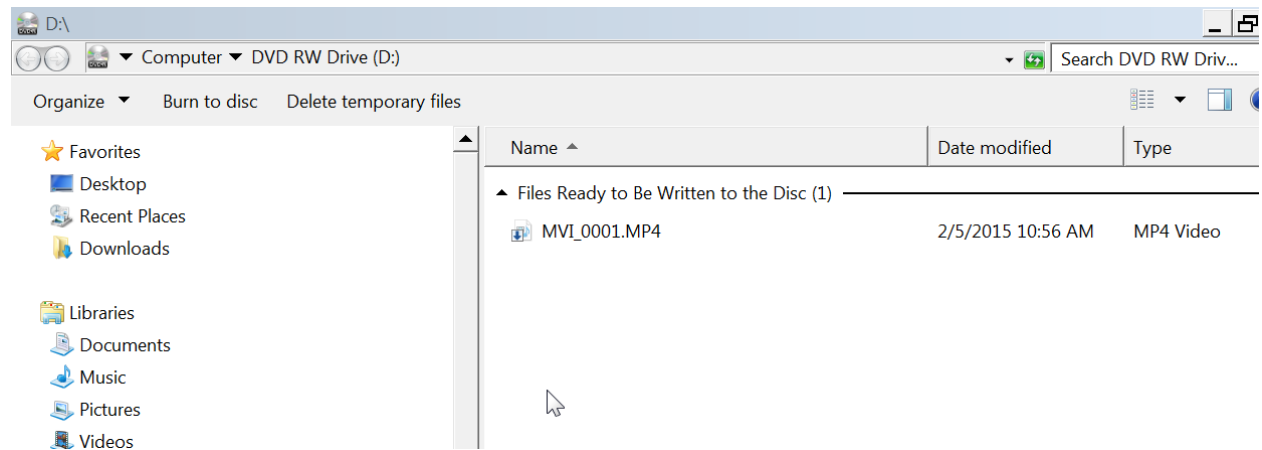 D:\
Computer DVD RW Drive (D:) Search DVD RW Driv...
Organize Burn to disc Delete temporary files
Favorites
Desktop
Recent Places
Downloads
Libraries
Documents
Music
Pictures
Videos
Name Date modified Type
Files Ready to Be Written to the Disc (1)
MVI_0001.MP4 2/5/2015 10:56 AM MP4 Video